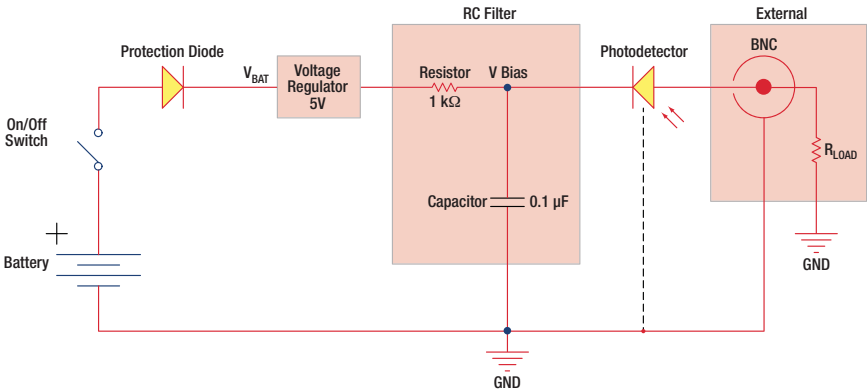 RC Filter
External
Protection Diode
Photodetector
BNC
V_BAT
Voltage
Regulator
5V
Resistor
1 kΩ
V Bias
On/Off
Switch
R_LOAD
Capacitor
0.1 µF
+
Battery
GND
GND